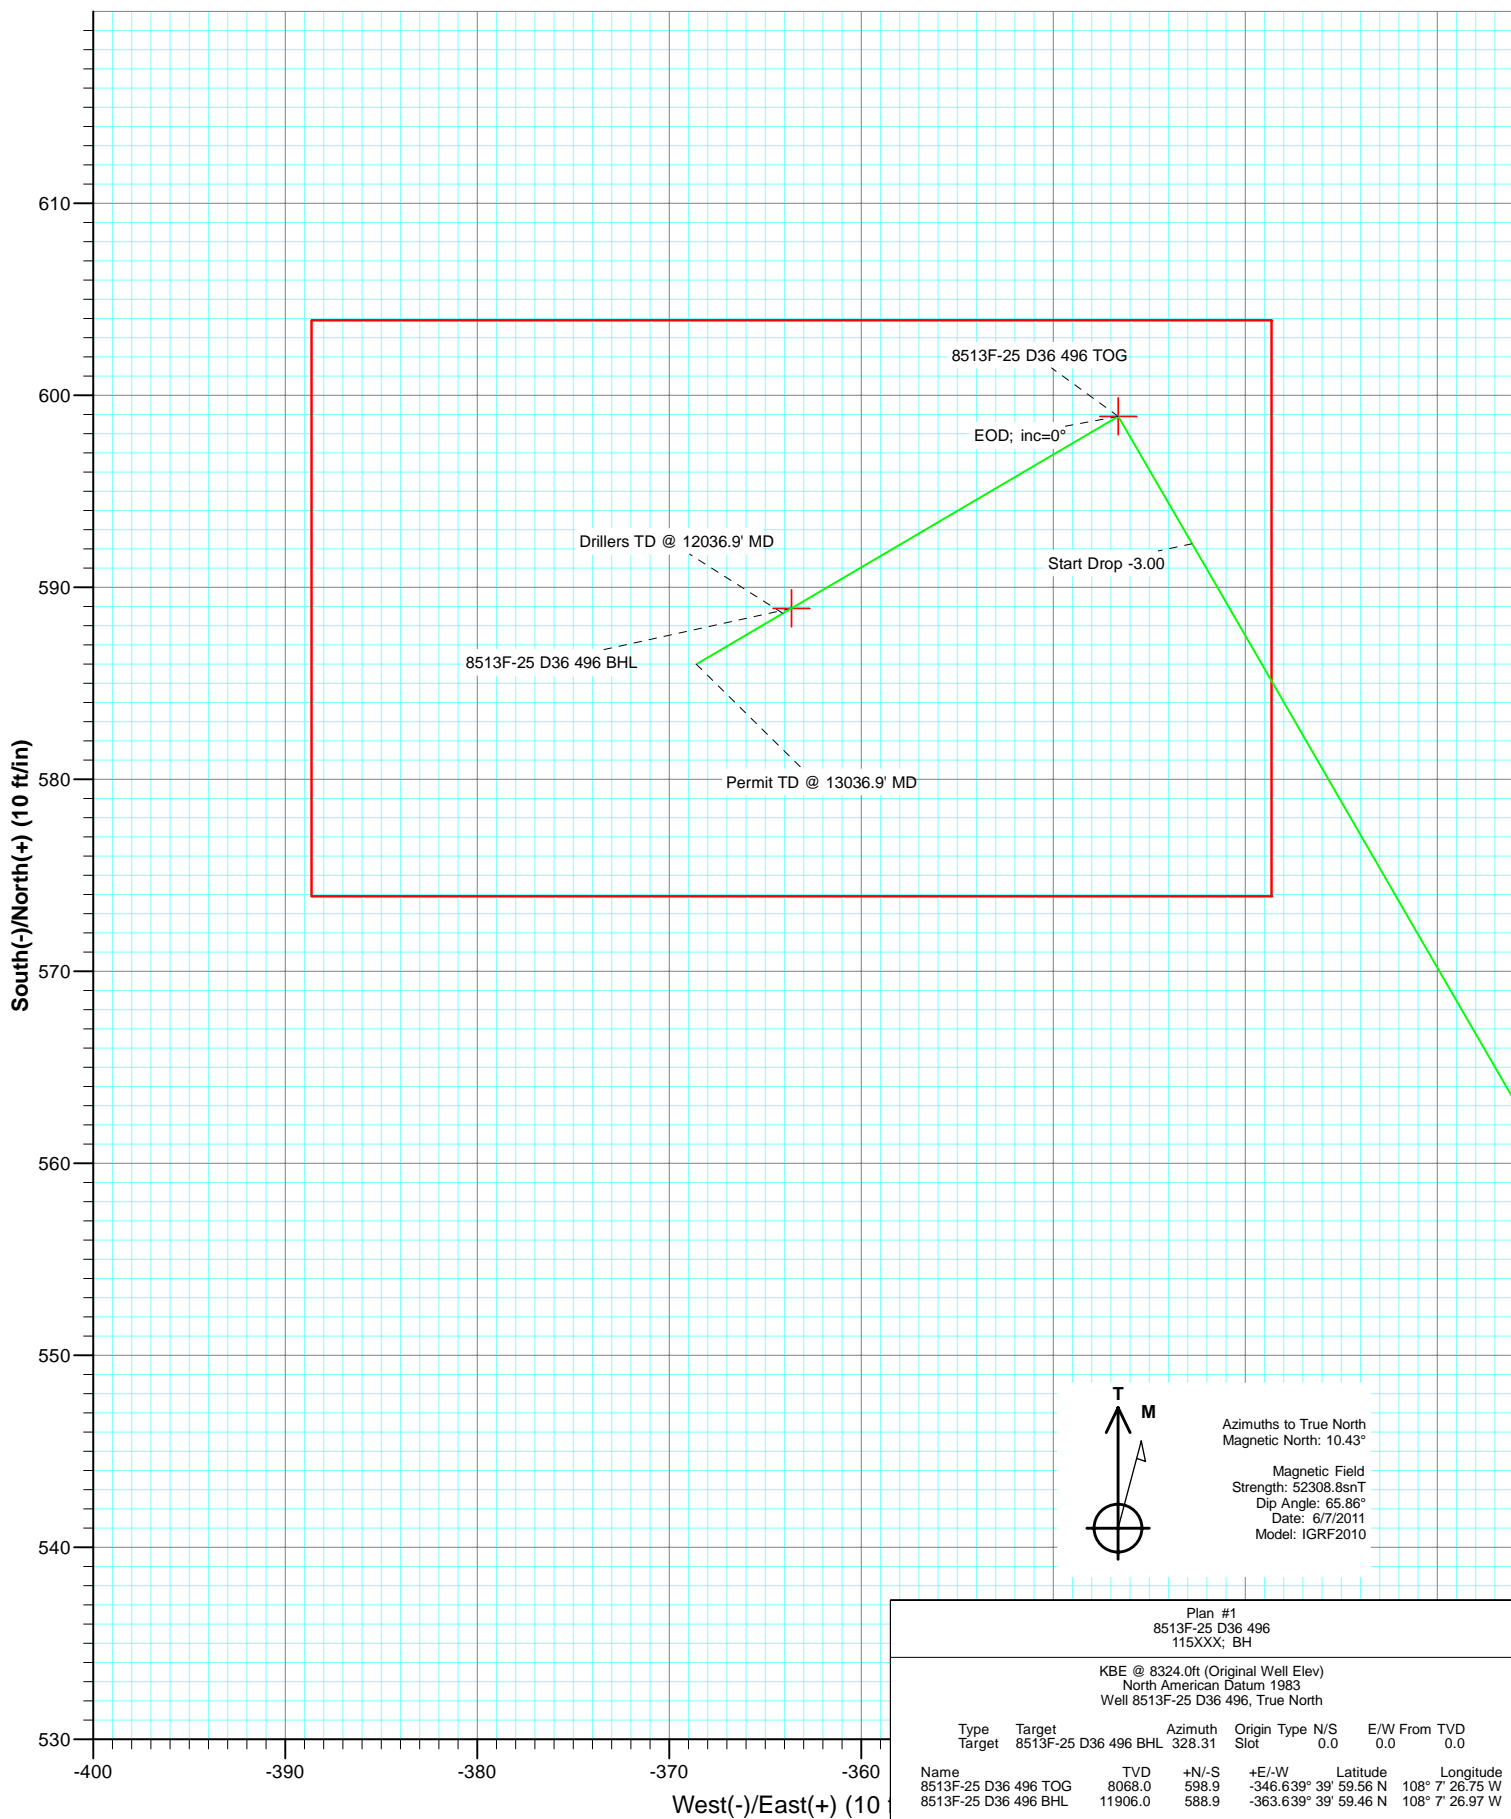 610
600
590
580
570
560
550
540
530
South(-)/North(+) (10 ft/in)
8513F-25 D36 496 TOG
EOD; inc=0°
Drillers TD @ 12036.9' MD
Start Drop -3.00
8513F-25 D36 496 BHL
Permit TD @ 13036.9' MD
T
M
Azimuths to True North
Magnetic North: 10.43°
Magnetic Field
Strength: 52308.8snT
Dip Angle: 65.86°
Date: 6/7/2011
Model: IGRF2010
Plan #1
8513F-25 D36 496
115XXX; BH
KBE @ 8324.0ft (Original Well Elev)
North American Datum 1983
Well 8513F-25 D36 496, True North
Type Target Azimuth Origin Type N/S E/W From TVD
Target 8513F-25 D36 496 BHL 328.31 Slot 0.0 0.0 0.0
Name TVD +N/-S +E/-W Latitude Longitude
8513F-25 D36 496 TOG 8068.0 598.9 -346.639° 39' 59.56 N 108° 7' 26.75 W
8513F-25 D36 496 BHL 11906.0 588.9 -363.639° 39' 59.46 N 108° 7' 26.97 W
-400 -390 -380 -370 -360
West(-)/East(+) (10